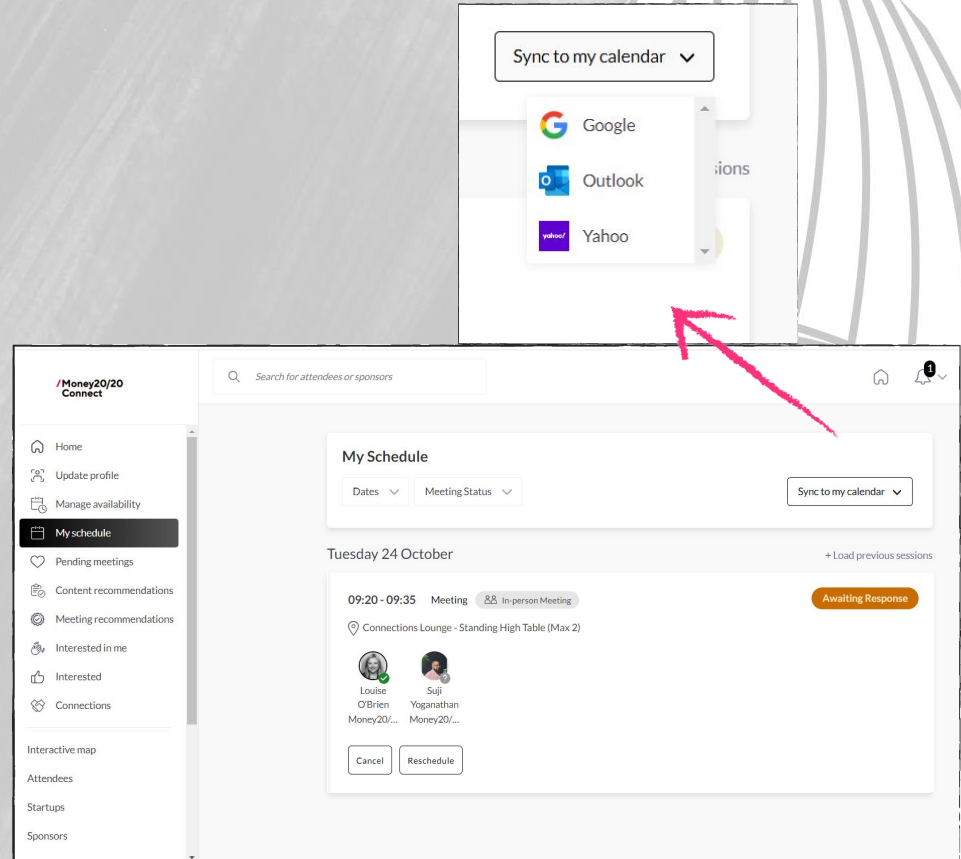 Sync to my calendar
Google
sions
Outlook
yahoo!
Yahoo
/Money20/20
Connect
Search for attendees or sponsors
1
Home
Update profile
Manage availability
My schedule
Pending meetings
Content recommendations
Meeting recommendations
Interested in me
Interested
Connections
Interactive map
Attendees
Startups
Sponsors
My Schedule
Dates
Meeting Status
Sync to my calendar
Tuesday 24 October
+ Load previous sessions
09:20 - 09:35 Meeting In-person Meeting
Awaiting Response
Connections Lounge - Standing High Table (Max 2)
Louise Suji
O'Brien Yoganathan
Money20/... Money20/...
Cancel Reschedule